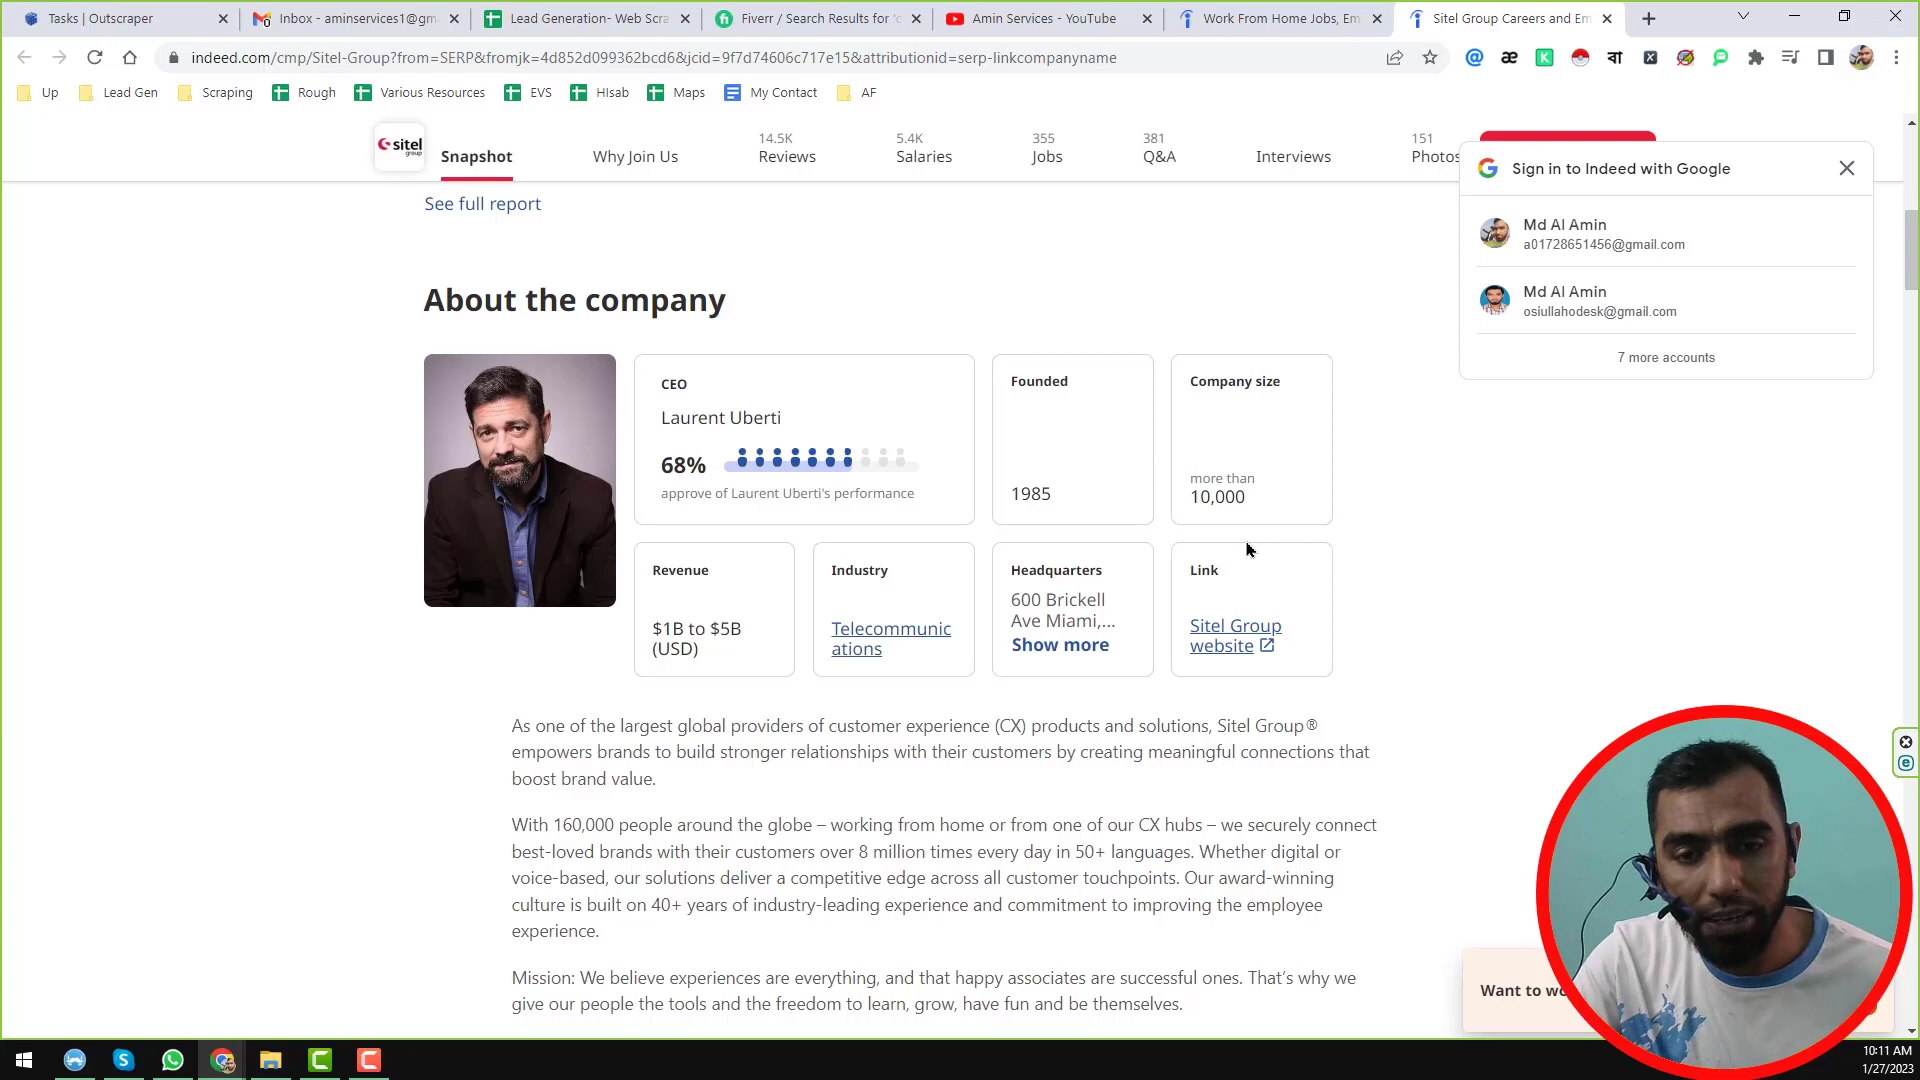 Tasks | Outscraper
Inbox - aminservices1@gm
Lead Generation- Web Scra
Fiverr / Search Results for 'c
Amin Services - YouTube
Work From Home Jobs, Em
Sitel Group Careers and Em
indeed.com/cmp/Sitel-Group?from=SERP&fromjk=4d852d099362bcd6&jcid=9f7d74606c717e15&attributionid=serp-linkcompanyname
Up
Lead Gen
Scraping
Rough
Various Resources
EVS
HIsab
Maps
My Contact
AF
sitel
group
Snapshot
Why Join Us
14.5K
Reviews
5.4K
Salaries
355
Jobs
381
Q&A
Interviews
151
Photos
Sign in to Indeed with Google
Md Al Amin
a01728651456@gmail.com
Md Al Amin
osiullahodesk@gmail.com
7 more accounts
See full report
About the company
CEO
Laurent Uberti
68%
approve of Laurent Uberti's performance
Founded
1985
Company size
more than
10,000
Revenue
$1B to $5B
(USD)
Industry
Telecommunic
ations
Headquarters
600 Brickell
Ave Miami,...
Show more
Link
Sitel Group
website
As one of the largest global providers of customer experience (CX) products and solutions, Sitel Group®
empowers brands to build stronger relationships with their customers by creating meaningful connections that
boost brand value.
With 160,000 people around the globe – working from home or from one of our CX hubs – we securely connect
best-loved brands with their customers over 8 million times every day in 50+ languages. Whether digital or
voice-based, our solutions deliver a competitive edge across all customer touchpoints. Our award-winning
culture is built on 40+ years of industry-leading experience and commitment to improving the employee
experience.
Mission: We believe experiences are everything, and that happy associates are successful ones. That's why we
give our people the tools and the freedom to learn, grow, have fun and be themselves.
Want to wo
10:11 AM
1/27/2023